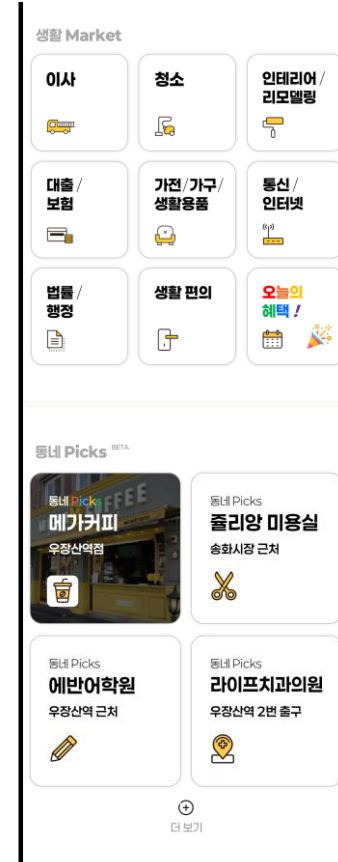 생활 Market
이사
청소
인테리어 /
리모델링
대출 /
보험
가전/가구/
생활용품
통신 /
인터넷
법률 /
행정
생활 편의
오늘의
혜택 !
동네 Picks BETA
동네 Picks
메가커피
우장산역점
동네 Picks
쥴리앙 미용실
송화시장 근처
동네 Picks
에반어학원
우장산역 근처
동네 Picks
라이프치과의원
우장산역 2번 출구
더 보기